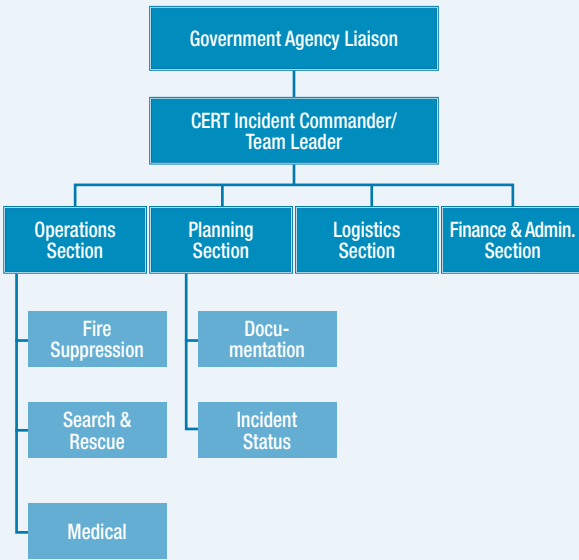 Government Agency Liaison
CERT Incident Commander/
Team Leader
Operations
Section
Planning
Section
Logistics
Section
Finance & Admin.
Section
Fire
Suppression
Docu-
mentation
Search &
Rescue
Incident
Status
Medical